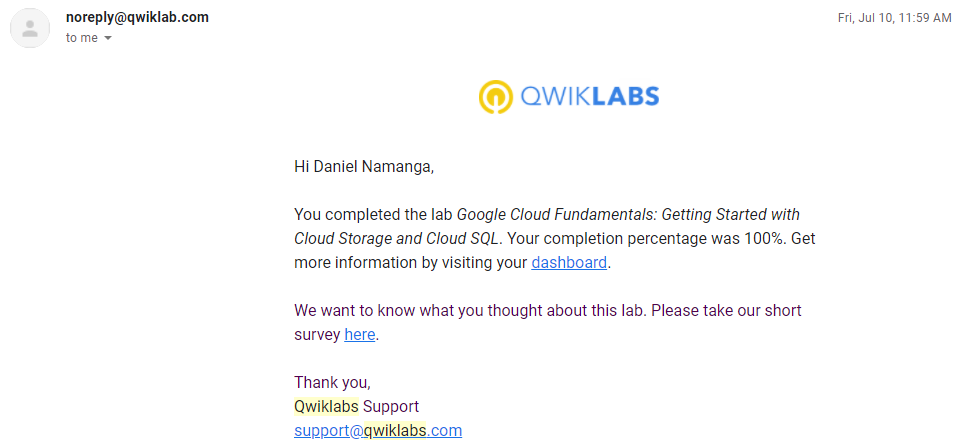 noreply@qwiklab.com
Fri, Jul 10, 11:59 AM
to me
QWIKLABS
Hi Daniel Namanga,
You completed the lab Google Cloud Fundamentals: Getting Started with
Cloud Storage and Cloud SQL. Your completion percentage was 100%. Get
more information by visiting your dashboard.
We want to know what you thought about this lab. Please take our short
survey here.
Thank you,
Qwiklabs Support
support@qwiklabs.com